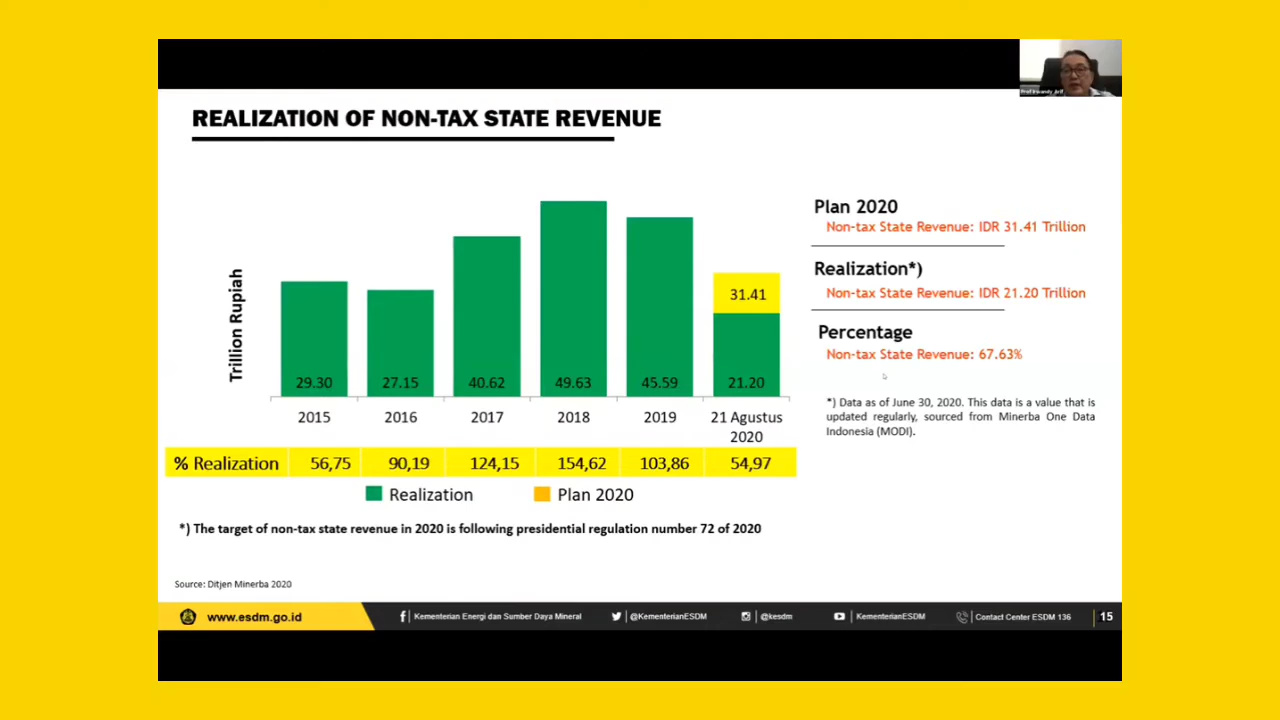 Prof Irwandy Arif
REALIZATION OF NON-TAX STATE REVENUE
Trillion Rupiah
31.41
29.30 27.15 40.62 49.63 45.59 21.20
2015 2016 2017 2018 2019 21 Agustus
2020
% Realization 56,75 90,19 124,15 154,62 103,86 54,97
Realization Plan 2020
*) The target of non-tax state revenue in 2020 is following presidential regulation number 72 of 2020
Plan 2020
Non-tax State Revenue: IDR 31.41 Trillion
Realization*)
Non-tax State Revenue: IDR 21.20 Trillion
Percentage
Non-tax State Revenue: 67.63%
*) Data as of June 30, 2020. This data is a value that is
updated regularly, sourced from Minerba One Data
Indonesia (MODI).
Source: Ditjen Minerba 2020
www.esdm.go.id Kementerian Energi dan Sumber Daya Mineral @KementerianESDM @kesdm KementerianESDM Contact Center ESDM 136 15